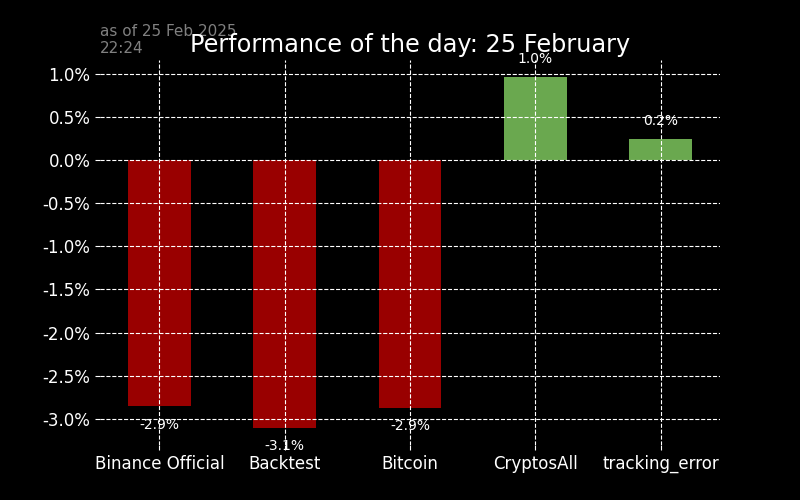 as of 25 Feb 2025
22:24
Performance of the day: 25 February
1.0%
0.5%
0.0%
-0.5%
-1.0%
-1.5%
-2.0%
-2.5%
-3.0%
-2.9%
-3.1%
-2.9%
1.0%
0.2%
Binance Official
Backtest
Bitcoin
CryptosAll
tracking_error